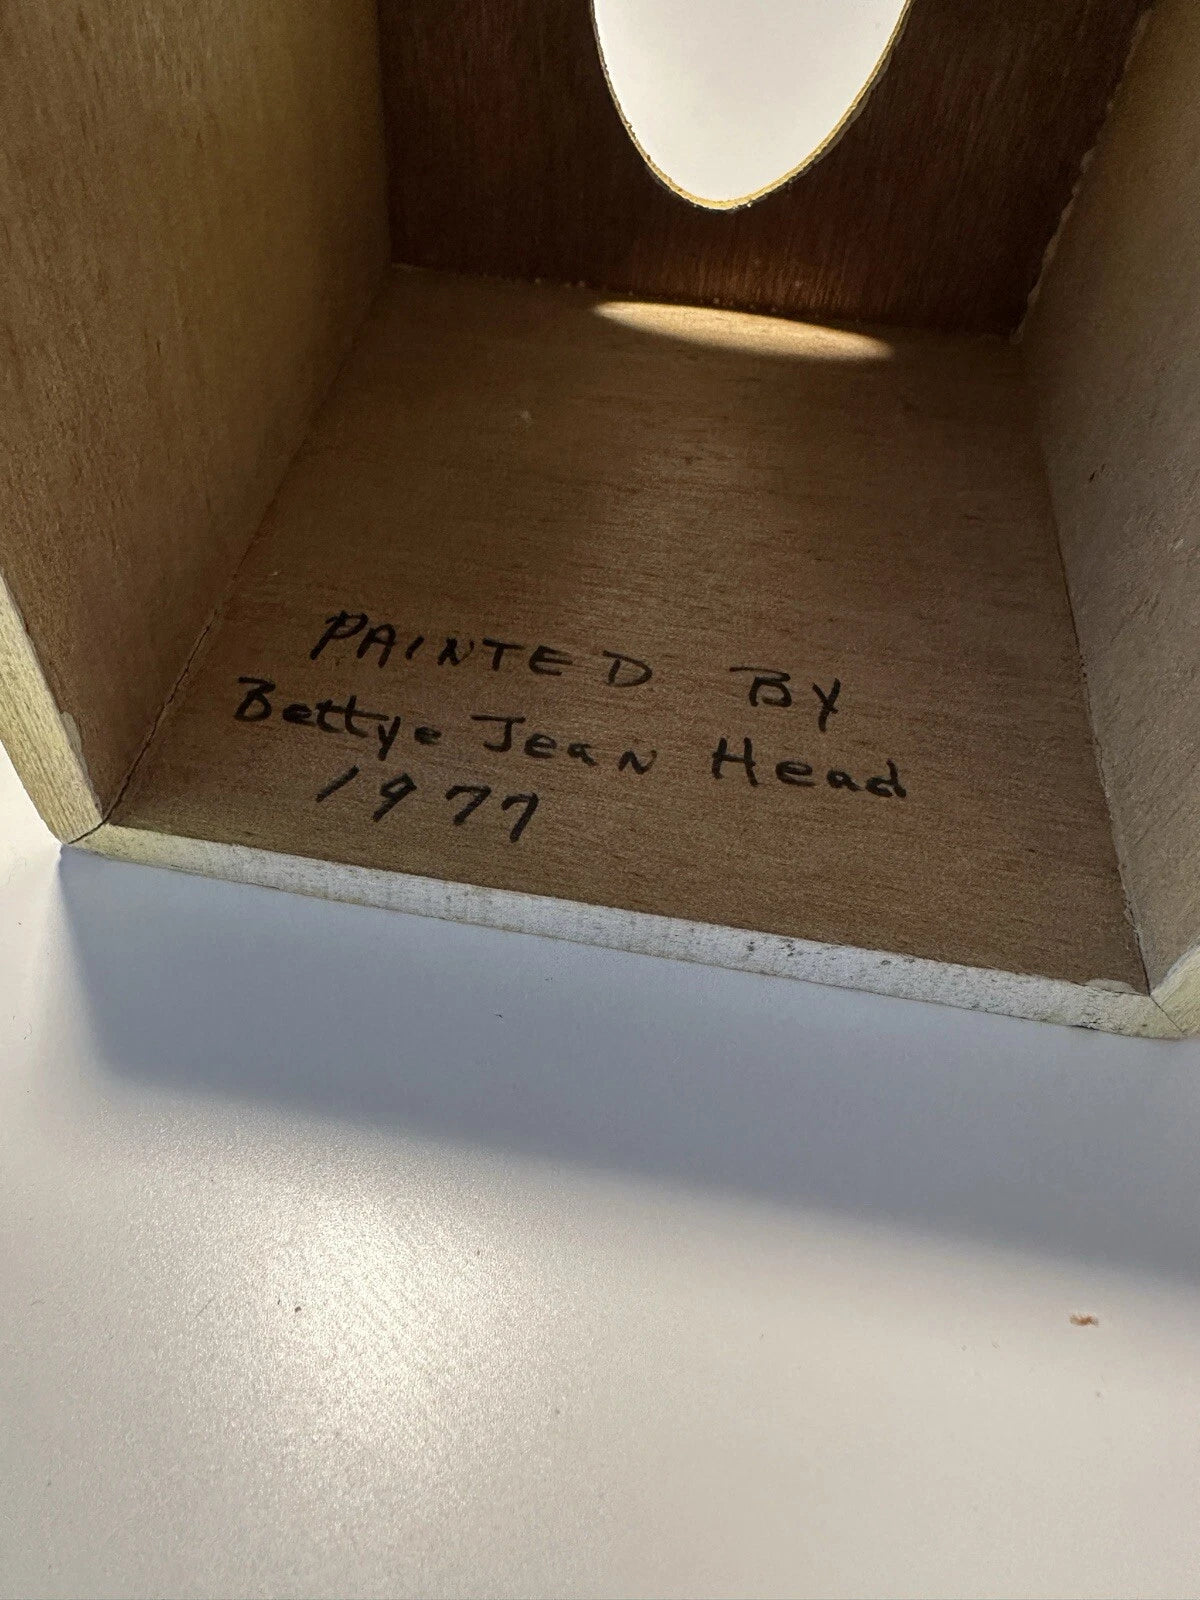 PAINTED BY
Bettye Jean Head
1977